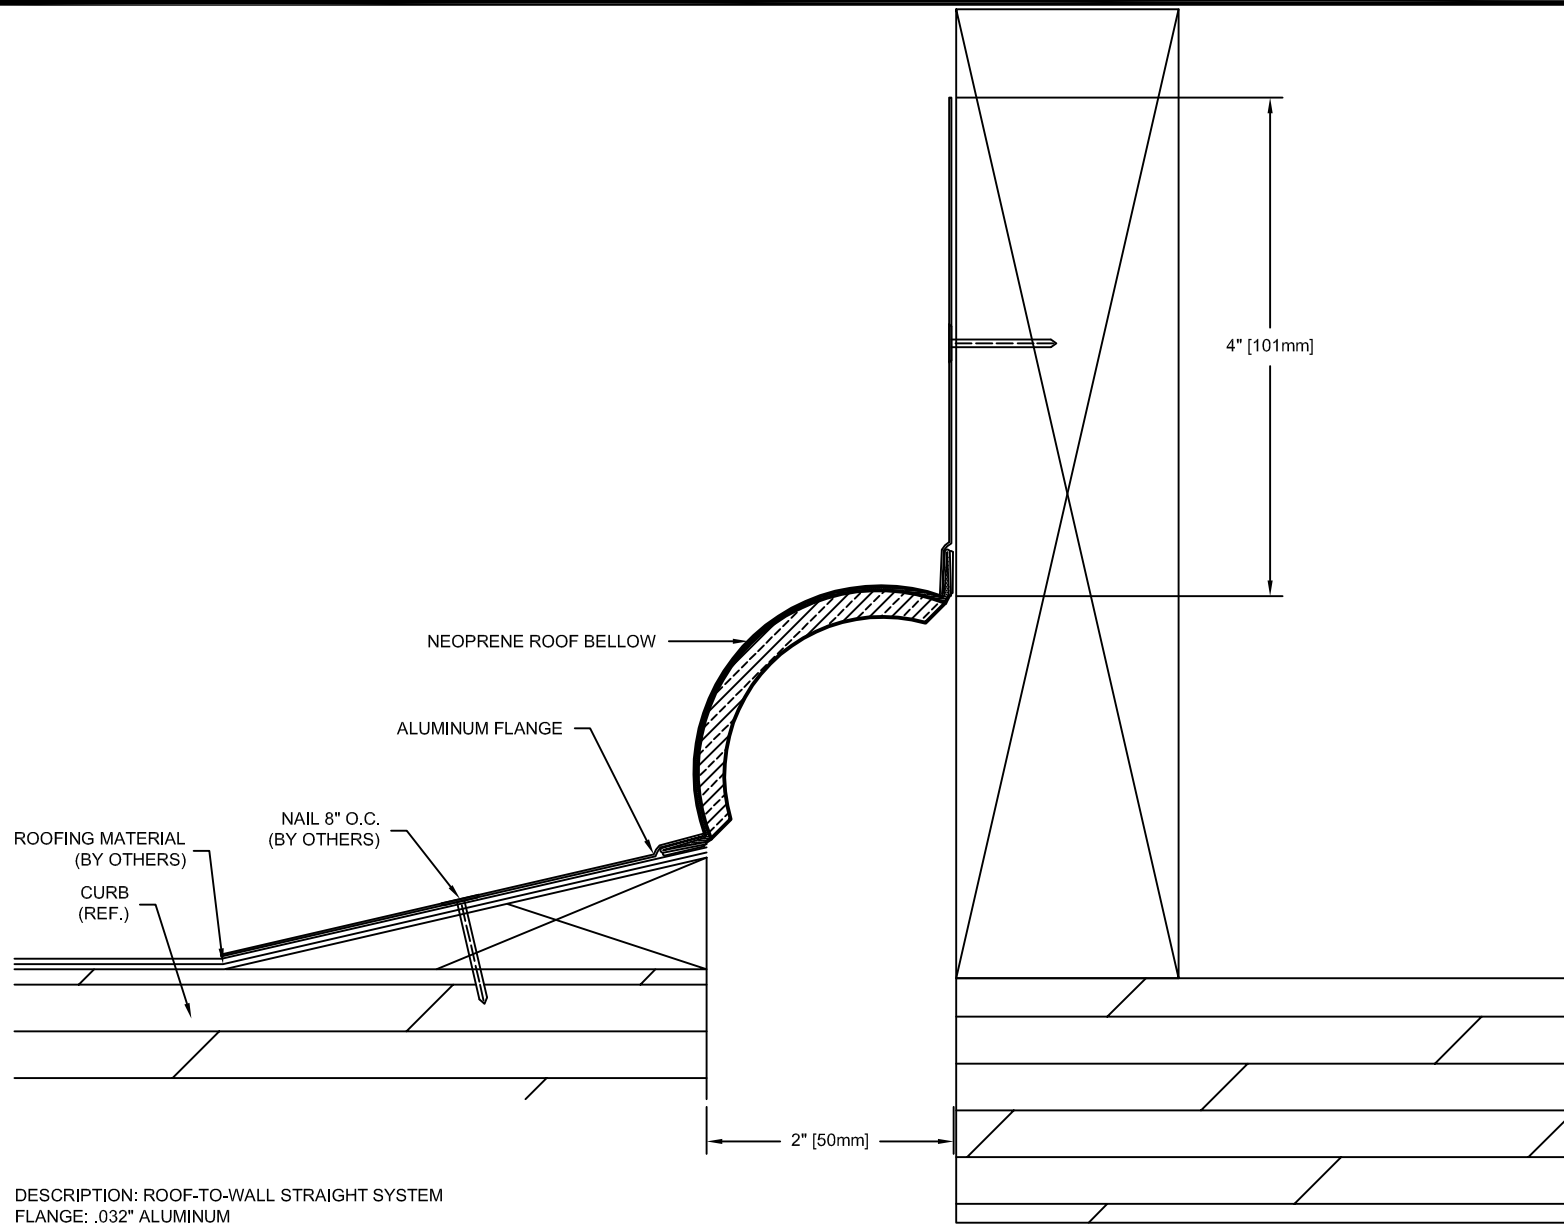 4" [101mm]
NEOPRENE ROOF BELLOW
ALUMINUM FLANGE
NAIL 8" O.C.
(BY OTHERS)
ROOFING MATERIAL
(BY OTHERS)
CURB
(REF.)
2" [50mm]
DESCRIPTION: ROOF-TO-WALL STRAIGHT SYSTEM
FLANGE: .032" ALUMINUM